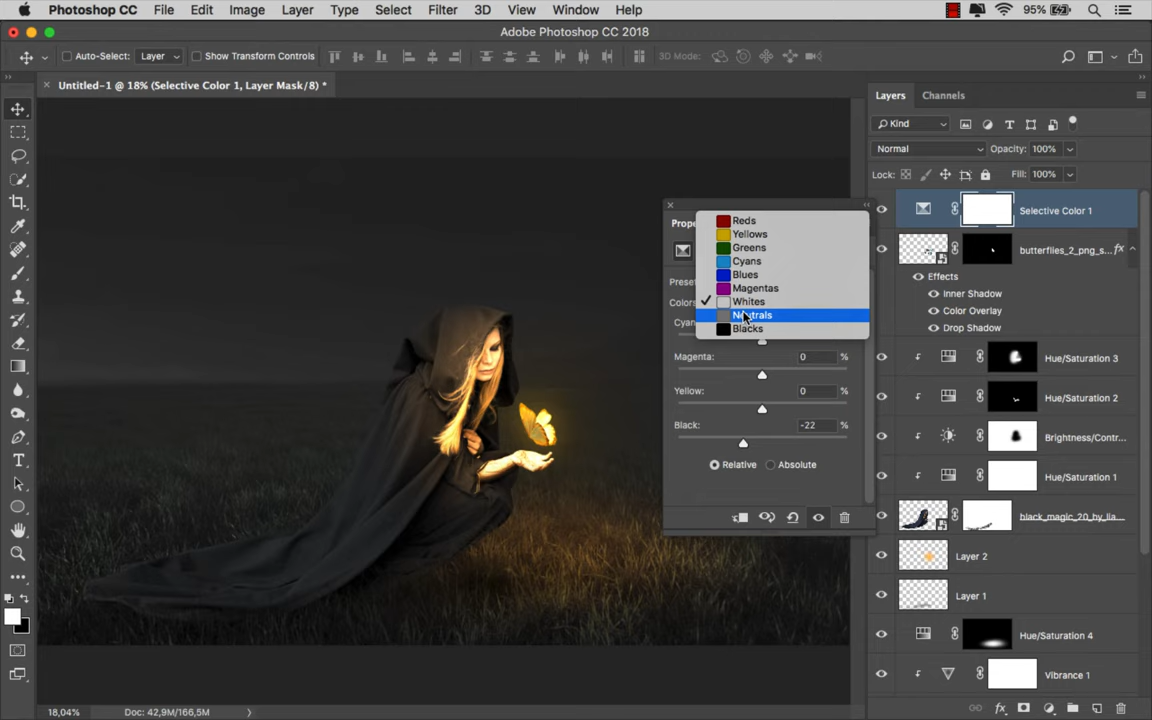 Photoshop CC File Edit Image Layer Type Select Filter 3D View Window Help 95%
Adobe Photoshop CC 2018
Auto-Select: Layer Show Transform Controls 3D Mode:
Untitled-1 @ 18% (Selective Color 1, Layer Mask/8) *
Layers Channels
Kind
Normal Opacity: 100%
Lock: Fill: 100%
Selective Color 1
butterflies_2_png_s... fx
Effects
Inner Shadow
Color Overlay
Drop Shadow
Hue/Saturation 3
Hue/Saturation 2
Brightness/Contr...
Hue/Saturation 1
black_magic_20_by_lia...
Layer 2
Layer 1
Hue/Saturation 4
Vibrance 1
fx
Prope
Prese
Colors
Cyan
Reds
Yellows
Greens
Cyans
Blues
Magentas
Whites
Neutrals
Blacks
Magenta: 0 %
Yellow: 0 %
Black: -22 %
Relative Absolute
T
18,04% Doc: 42,9M/166,5M